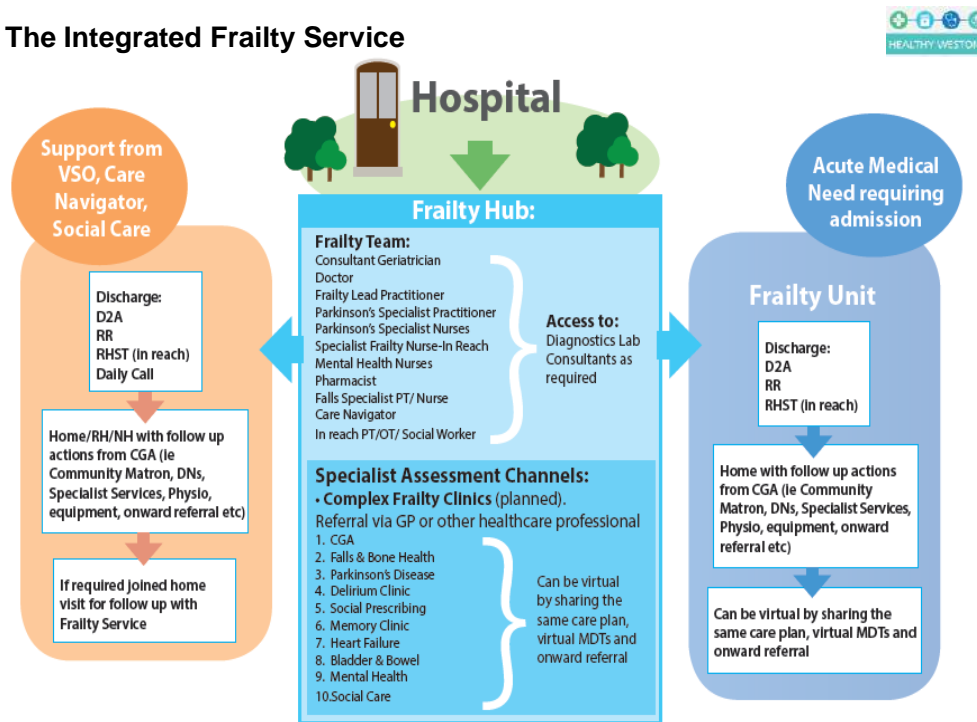 The Integrated Frailty Service
HEALTHY WESTON
Hospital
Support from
VSO, Care
Navigator,
Social Care
Discharge:
D2A
RR
RHST (in reach)
Daily Call
Home/RH/NH with follow up
actions from CGA (ie
Community Matron, DNs,
Specialist Services, Physio,
equipment, onward referral etc)
If required joined home
visit for follow up with
Frailty Service
Frailty Hub:
Frailty Team:
Consultant Geriatrician
Doctor
Frailty Lead Practitioner
Parkinson's Specialist Practitioner
Parkinson's Specialist Nurses
Specialist Frailty Nurse-In Reach
Mental Health Nurses
Pharmacist
Falls Specialist PT/ Nurse
Care Navigator
In reach PT/OT/ Social Worker
Access to:
Diagnostics Lab
Consultants as
required
Specialist Assessment Channels:
• Complex Frailty Clinics (planned).
Referral via GP or other healthcare professional
1. CGA
2. Falls & Bone Health
3. Parkinson's Disease
4. Delirium Clinic
5. Social Prescribing
6. Memory Clinic
7. Heart Failure
8. Bladder & Bowel
9. Mental Health
10.Social Care
Can be virtual
by sharing the
same care plan,
virtual MDTs and
onward referral
Acute Medical
Need requiring
admission
Frailty Unit
Discharge:
D2A
RR
RHST (in reach)
Home with follow up actions
from CGA (ie Community
Matron, DNs, Specialist Services,
Physio, equipment, onward
referral etc)
Can be virtual by sharing the
same care plan, virtual MDTs and
onward referral